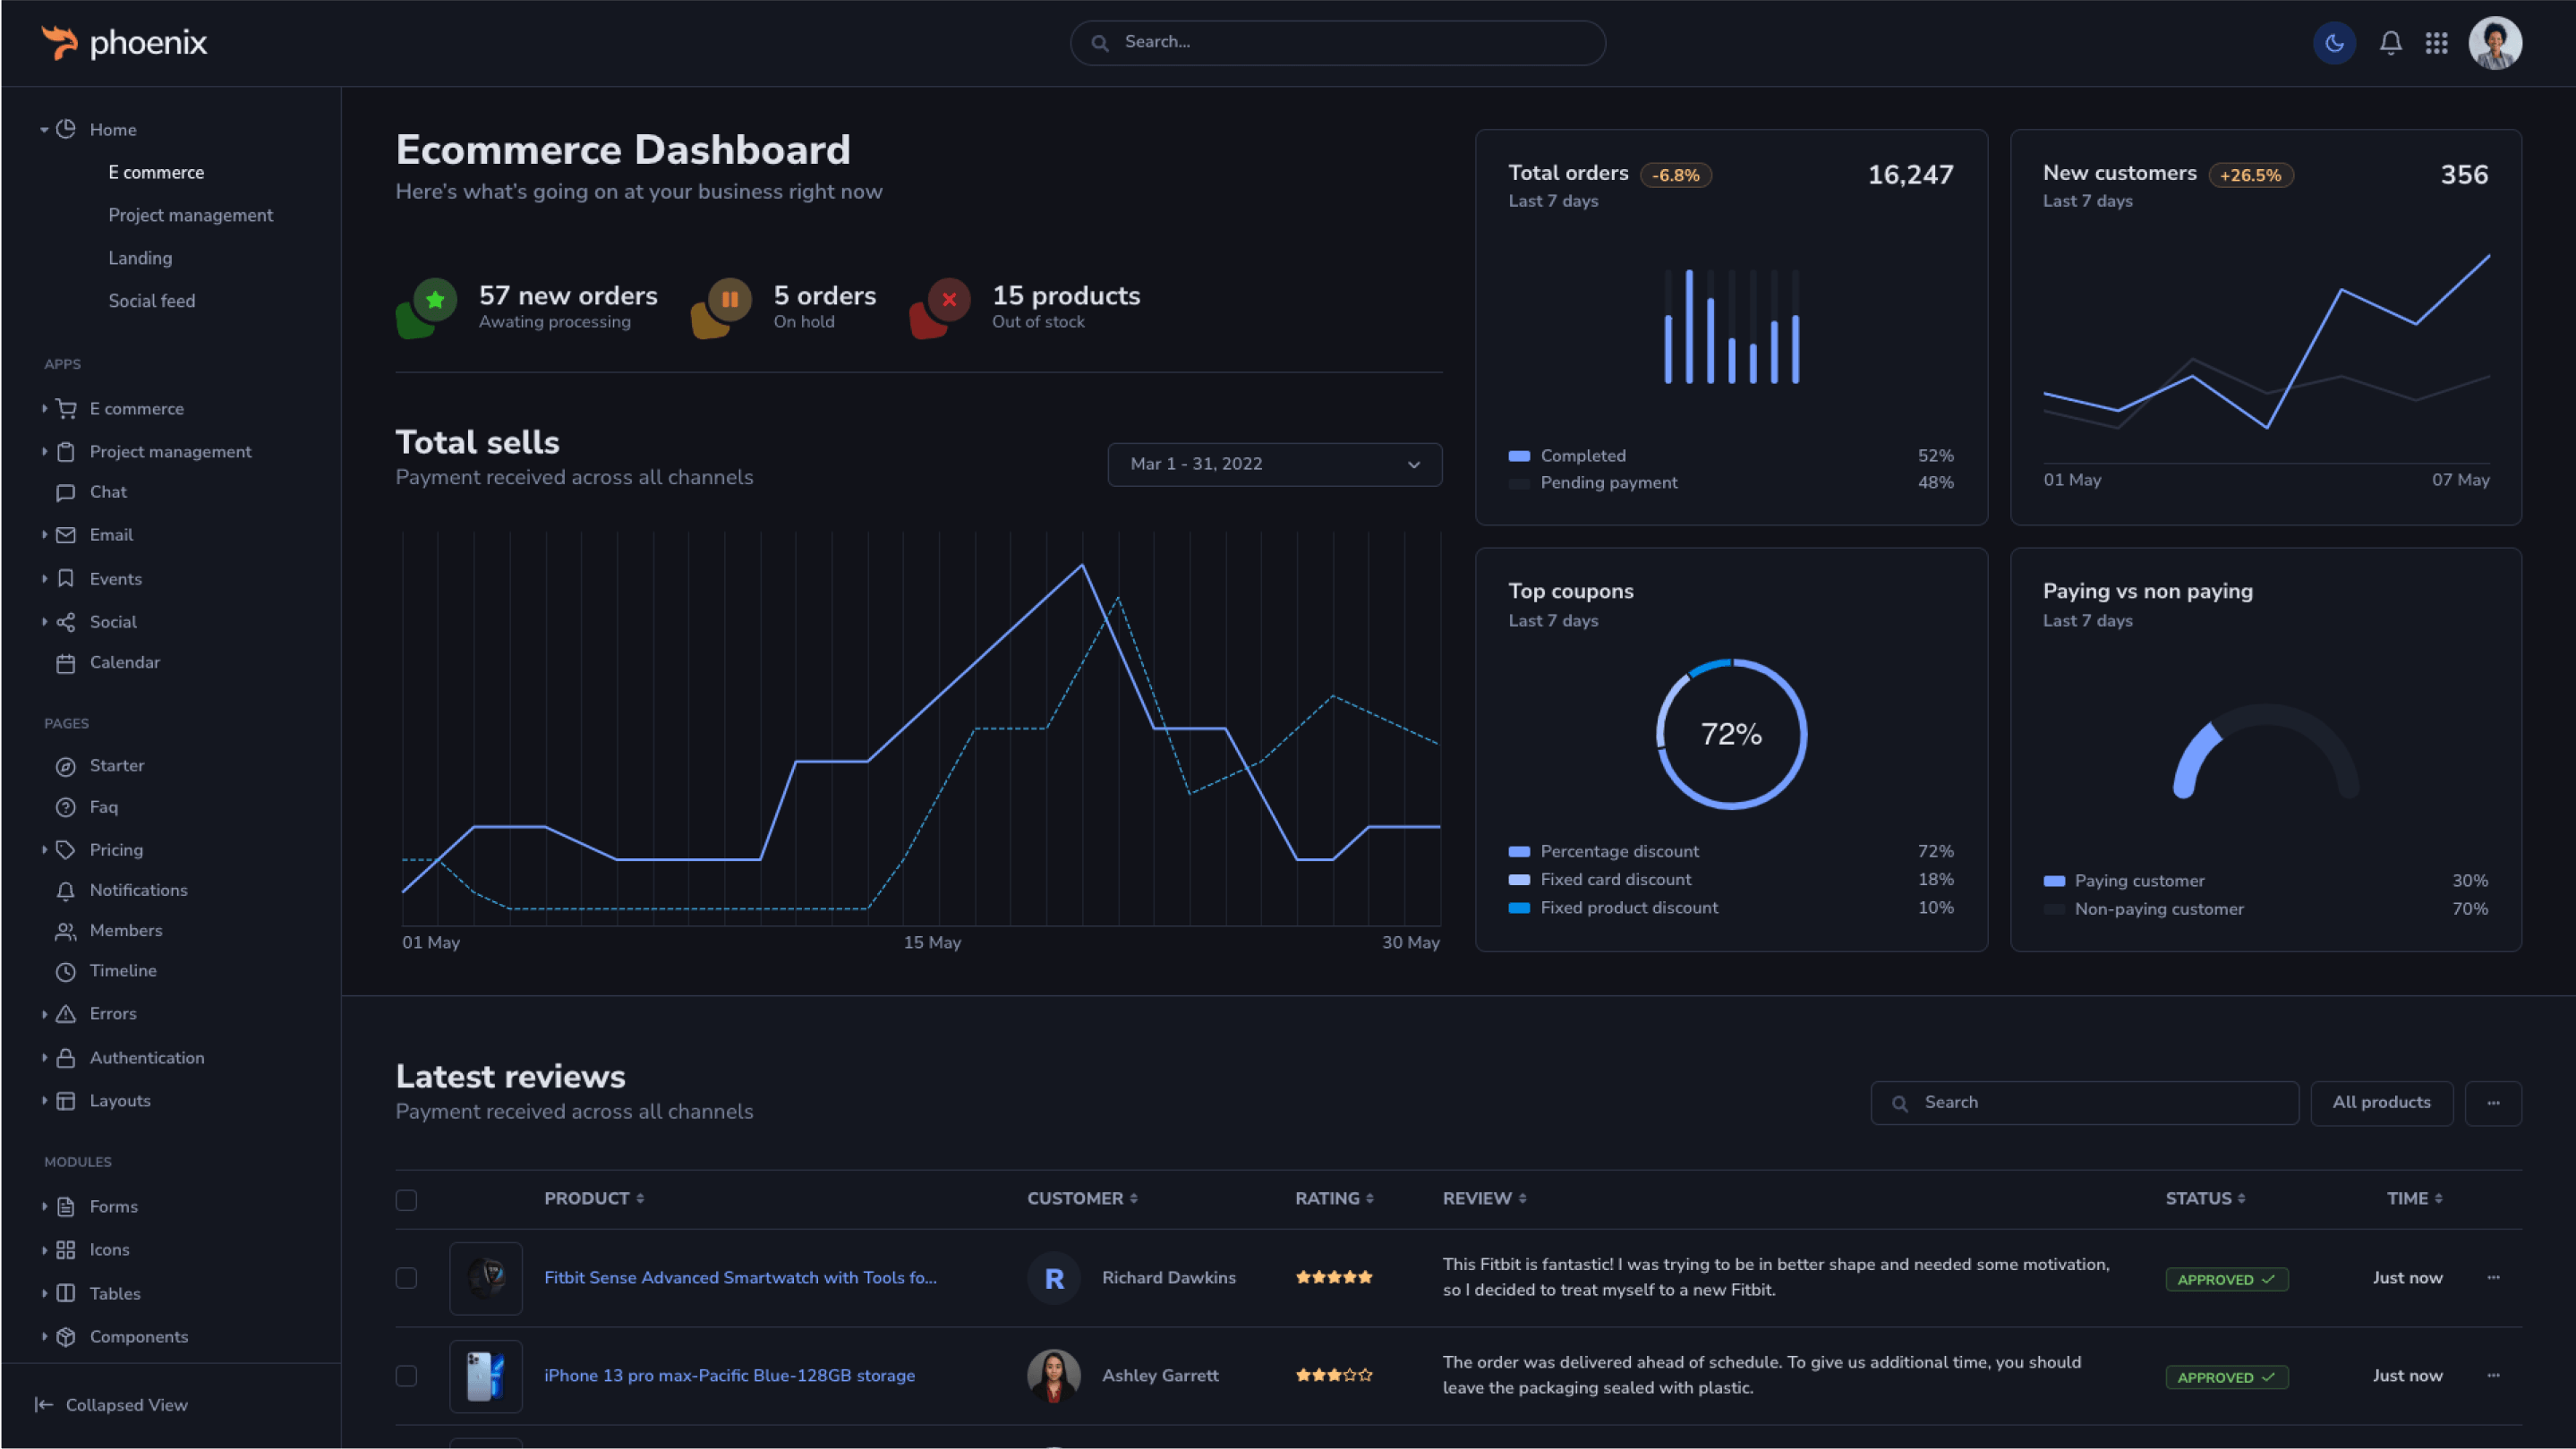 phoenix
Search...
Home
E commerce
Project management
Landing
Social feed
APPS
E commerce
Project management
Chat
Email
Events
Social
Calendar
PAGES
Starter
Faq
Pricing
Notifications
Members
Timeline
Errors
Authentication
Layouts
MODULES
Forms
Icons
Tables
Components
Collapsed View
Ecommerce Dashboard
Here's what's going on at your business right now
57 new orders
Awating processing
5 orders
On hold
15 products
Out of stock
Total sells
Payment received across all channels
Mar 1 - 31, 2022
01 May
15 May
30 May
Total orders -6.8% 16,247
Last 7 days
Completed 52%
Pending payment 48%
New customers +26.5% 356
Last 7 days
01 May 07 May
Top coupons
Last 7 days
72%
Percentage discount 72%
Fixed card discount 18%
Fixed product discount 10%
Paying vs non paying
Last 7 days
Paying customer 30%
Non-paying customer 70%
Latest reviews
Payment received across all channels
Search
All products
PRODUCT CUSTOMER RATING REVIEW STATUS TIME
Fitbit Sense Advanced Smartwatch with Tools fo...
R
Richard Dawkins
This Fitbit is fantastic! I was trying to be in better shape and needed some motivation,
so I decided to treat myself to a new Fitbit.
APPROVED
Just now
iPhone 13 pro max-Pacific Blue-128GB storage
Ashley Garrett
The order was delivered ahead of schedule. To give us additional time, you should
leave the packaging sealed with plastic.
APPROVED
Just now